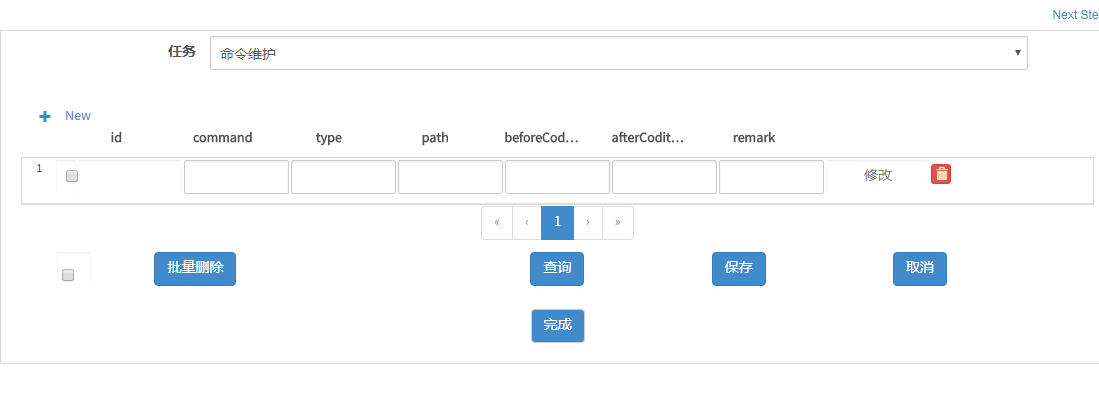 Next Ste
任务 命令维护
New
id command type path beforeCod... afterCodit... remark
1 修改
« ‹ 1 › »
批量删除 查询 保存 取消
完成